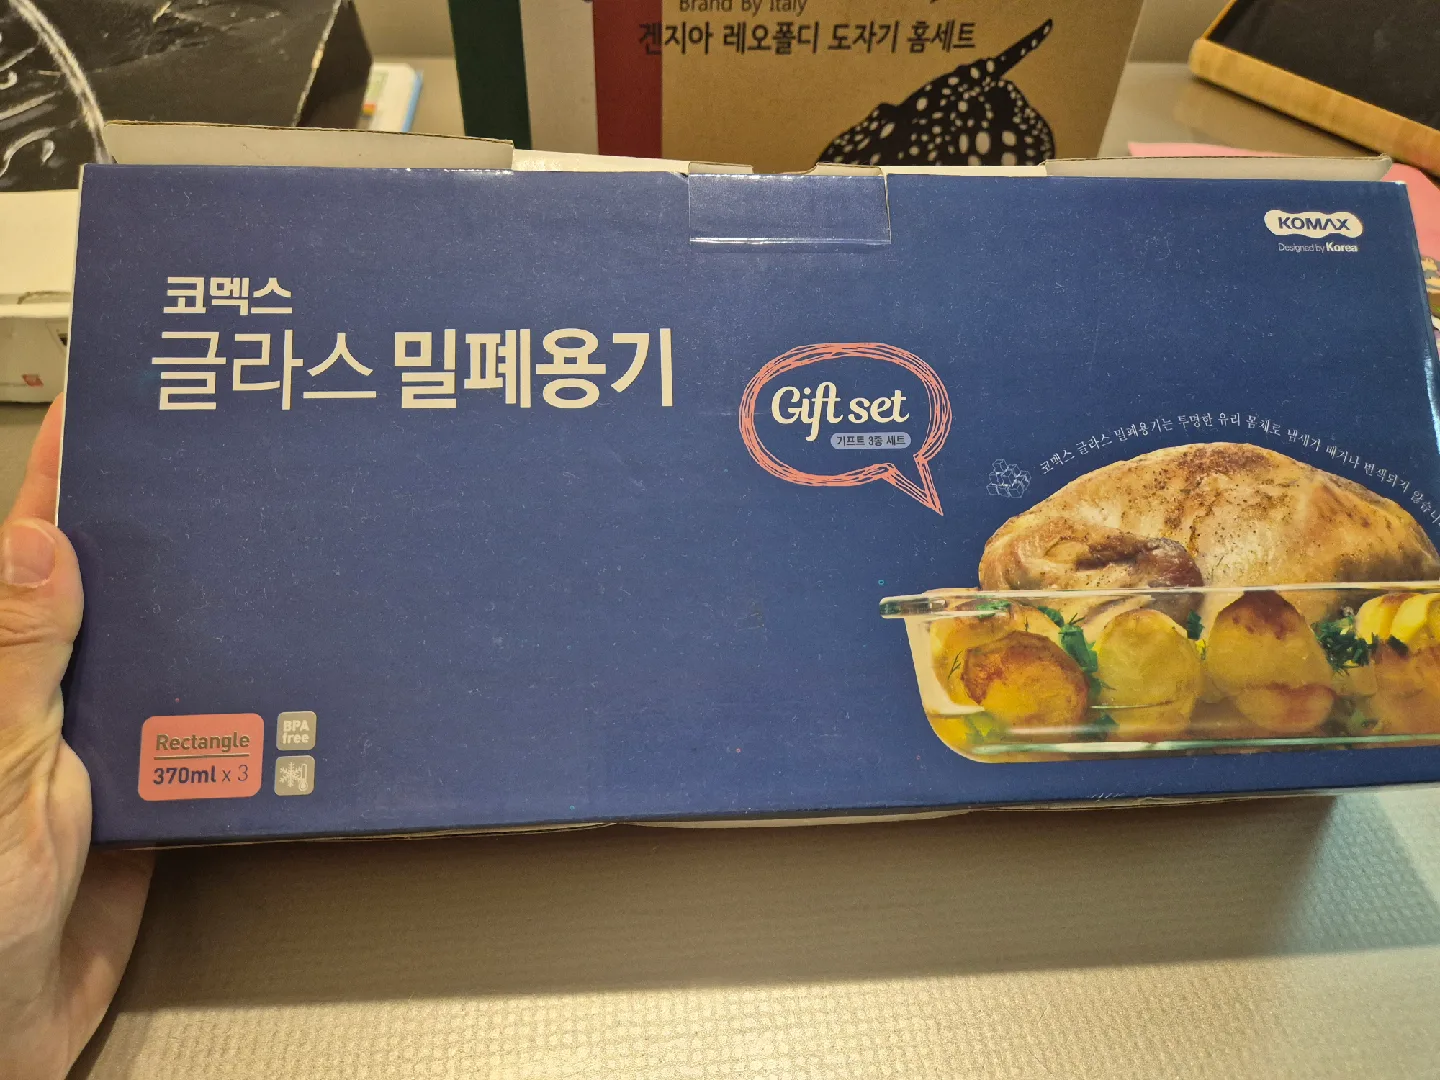 Brand By Italy
겐지아 레오폴디 도자기 홈세트
KOMAX
Designed by Korea
코멕스
글라스 밀폐용기
Gift set
기프트 3종 세트
코멕스 글라스 밀폐용기는 투명한 유리 몸체로 냄새가 배거나 변색되지 않습니다
Rectangle
370ml x 3
BPA
free